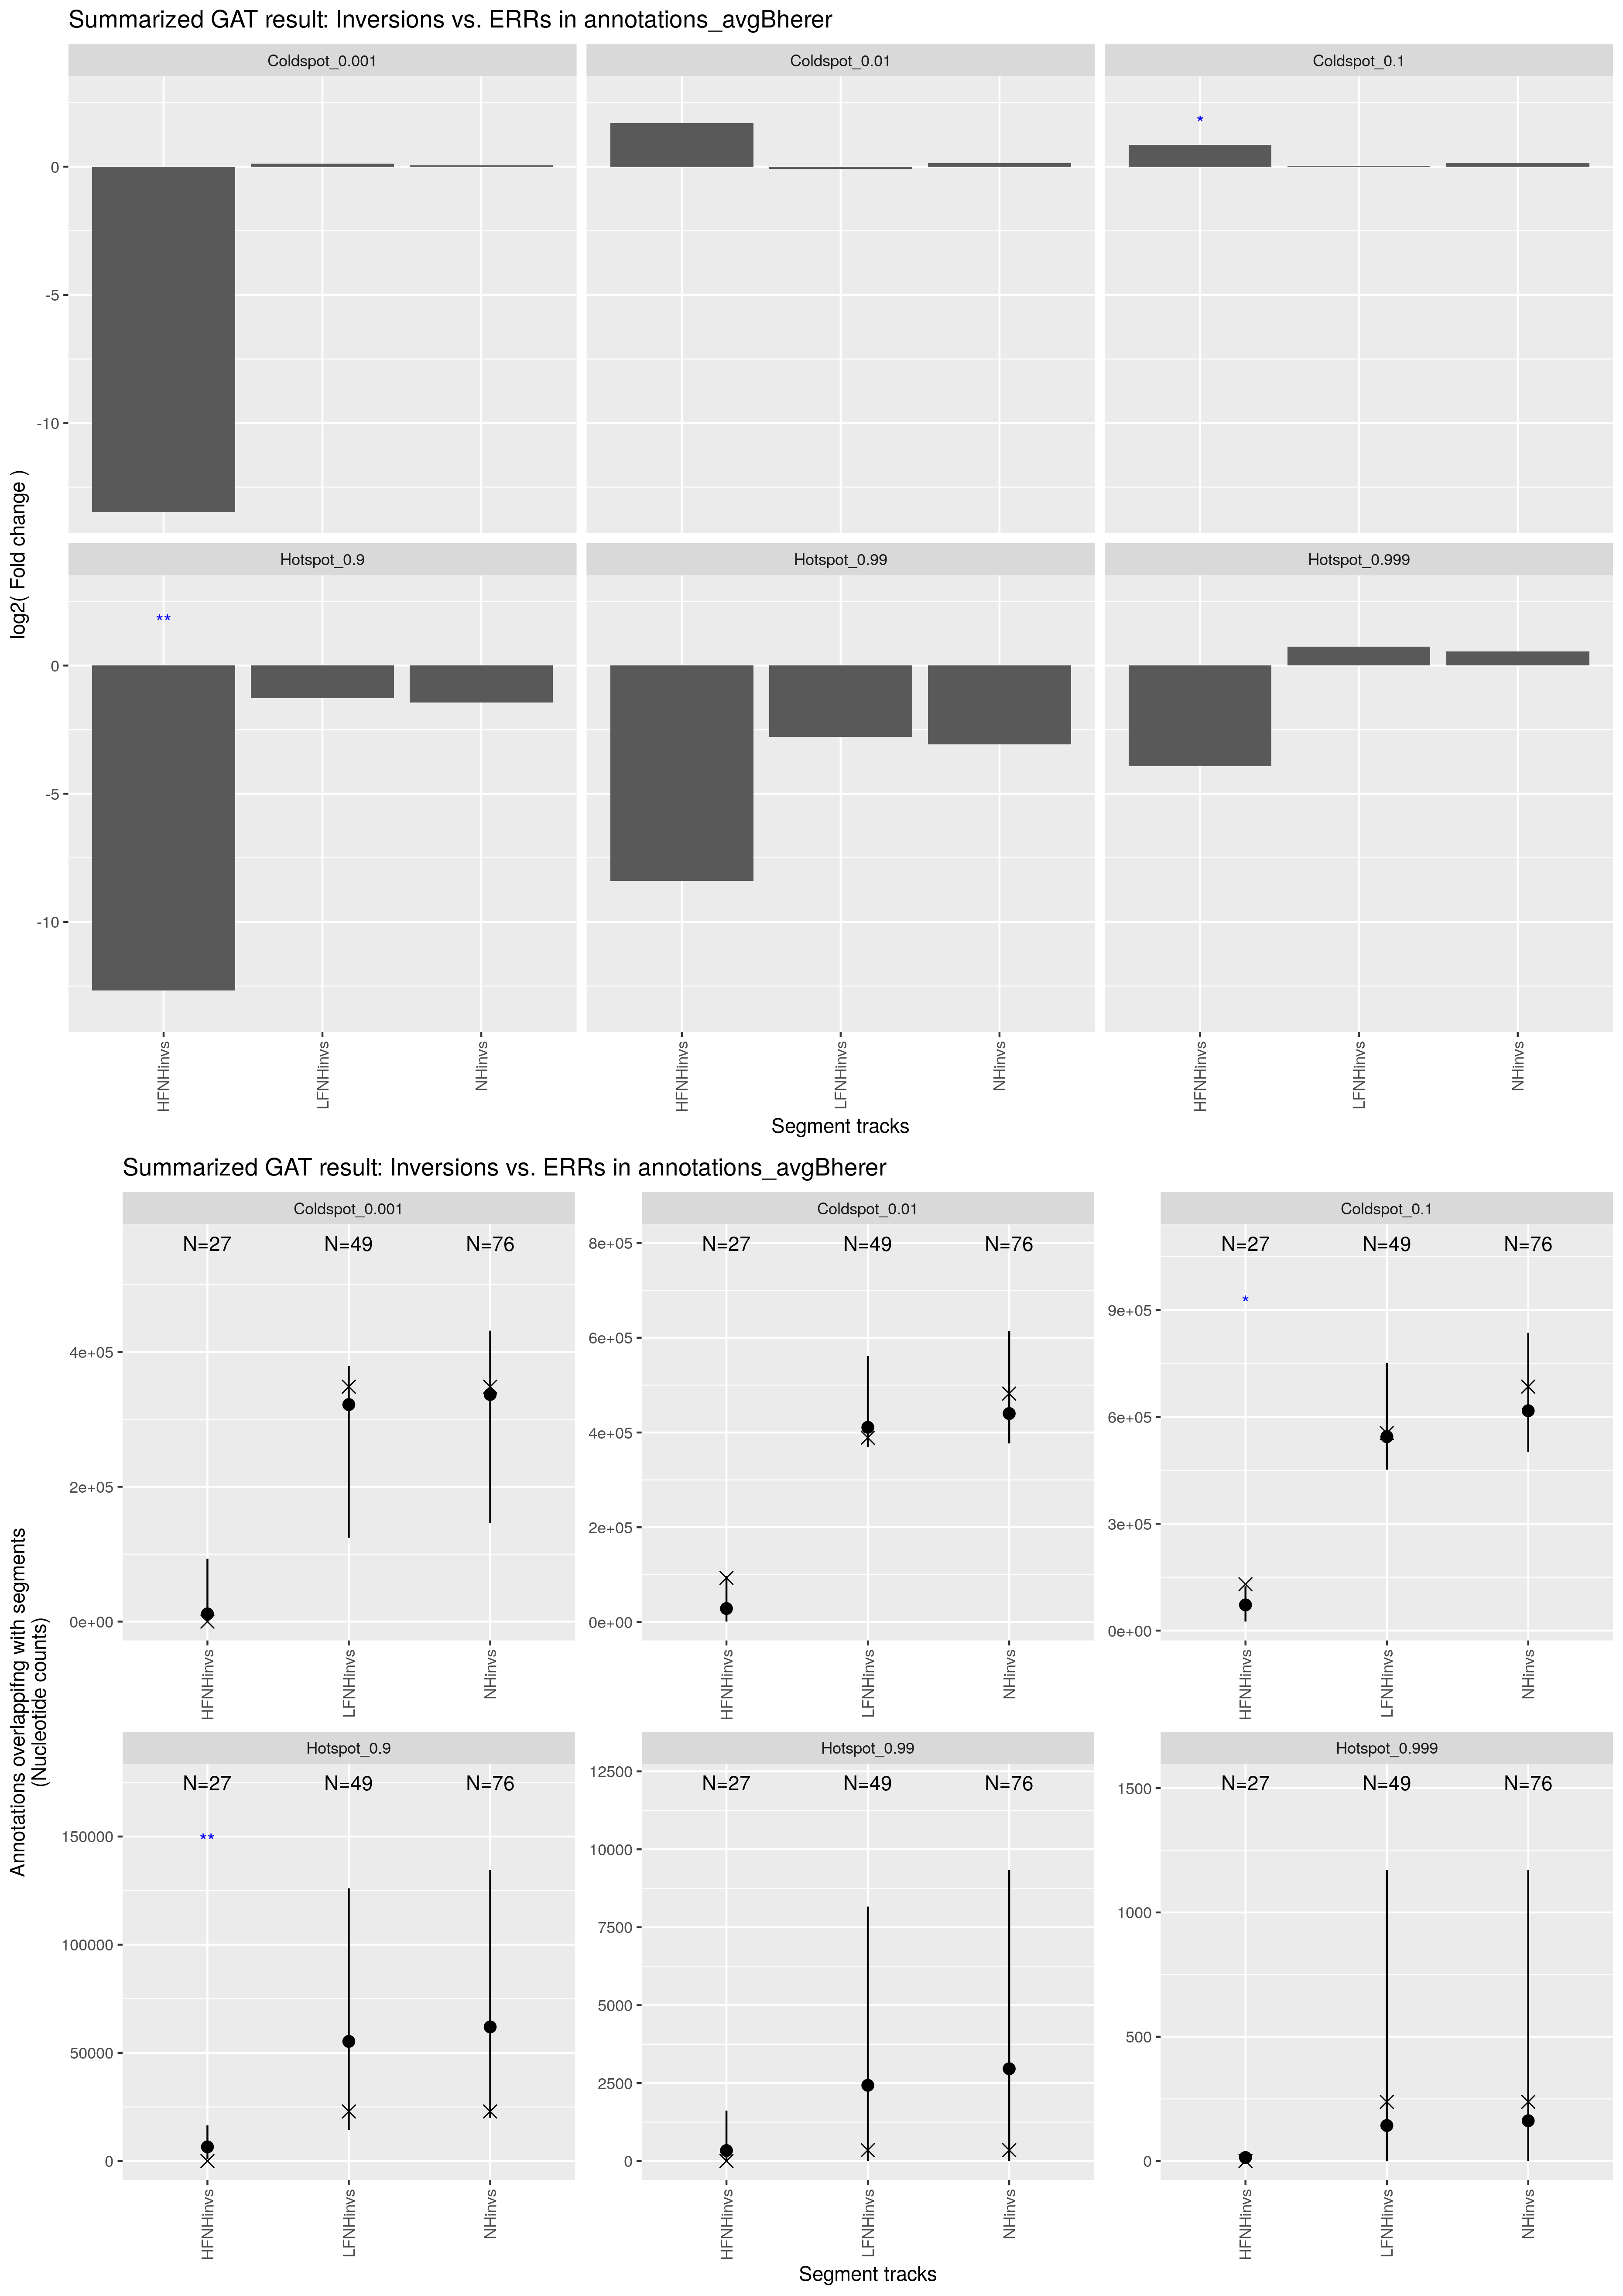 Summarized GAT result: Inversions vs. ERRs in annotations_avgBherer
Coldspot_0.001
Coldspot_0.01
Coldspot_0.1
*
0
-5
-10
log2( Fold change )
Hotspot_0.9
Hotspot_0.99
Hotspot_0.999
**
0
-5
-10
HFNHinvs
LFNHinvs
NHinvs
HFNHinvs
LFNHinvs
NHinvs
HFNHinvs
LFNHinvs
NHinvs
Segment tracks
Summarized GAT result: Inversions vs. ERRs in annotations_avgBherer
Annotations overlappifng with segments
(Nucleotide counts)
Coldspot_0.001
N=27 N=49 N=76
4e+05
2e+05
0e+00
HFNHinvs
LFNHinvs
NHinvs
Coldspot_0.01
N=27 N=49 N=76
8e+05
6e+05
4e+05
2e+05
0e+00
HFNHinvs
LFNHinvs
NHinvs
Coldspot_0.1
N=27 N=49 N=76
*
9e+05
6e+05
3e+05
0e+00
HFNHinvs
LFNHinvs
NHinvs
Hotspot_0.9
N=27 N=49 N=76
**
150000
100000
50000
0
HFNHinvs
LFNHinvs
NHinvs
Hotspot_0.99
N=27 N=49 N=76
12500
10000
7500
5000
2500
0
HFNHinvs
LFNHinvs
NHinvs
Hotspot_0.999
N=27 N=49 N=76
1500
1000
500
0
HFNHinvs
LFNHinvs
NHinvs
Segment tracks